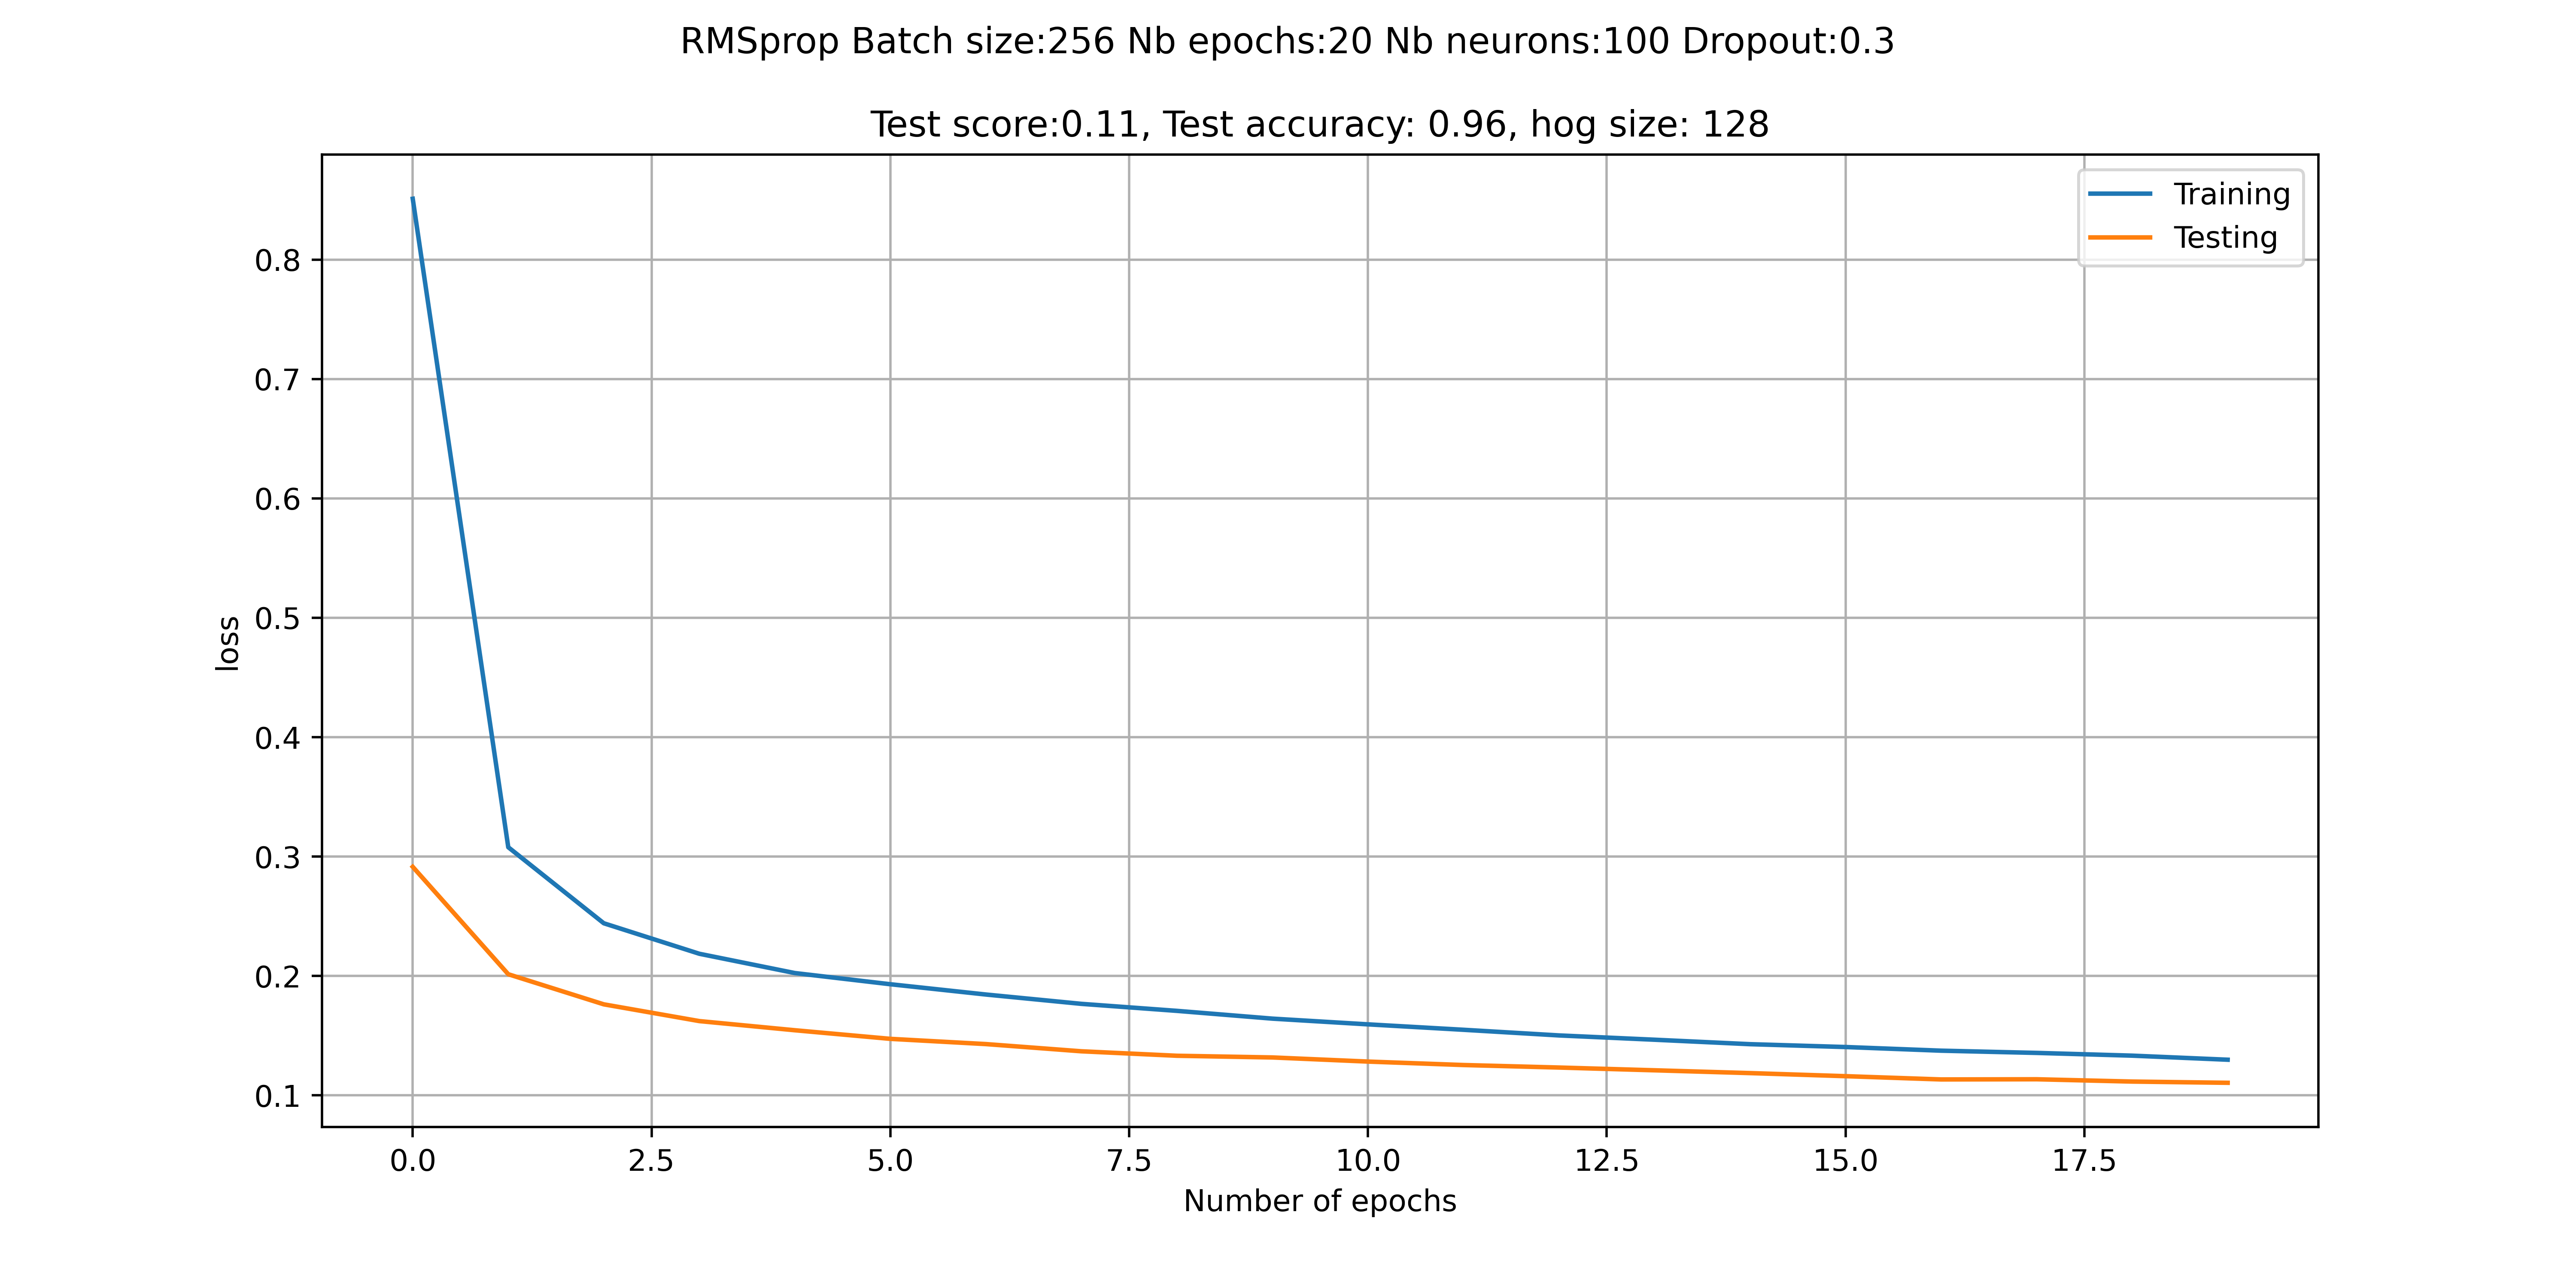 RMSprop Batch size:256 Nb epochs:20 Nb neurons:100 Dropout:0.3
Test score:0.11, Test accuracy: 0.96, hog size: 128
Training
Testing
0.8
0.7
0.6
0.5
0.4
0.3
0.2
0.1
loss
0.0 2.5 5.0 7.5 10.0 12.5 15.0 17.5
Number of epochs